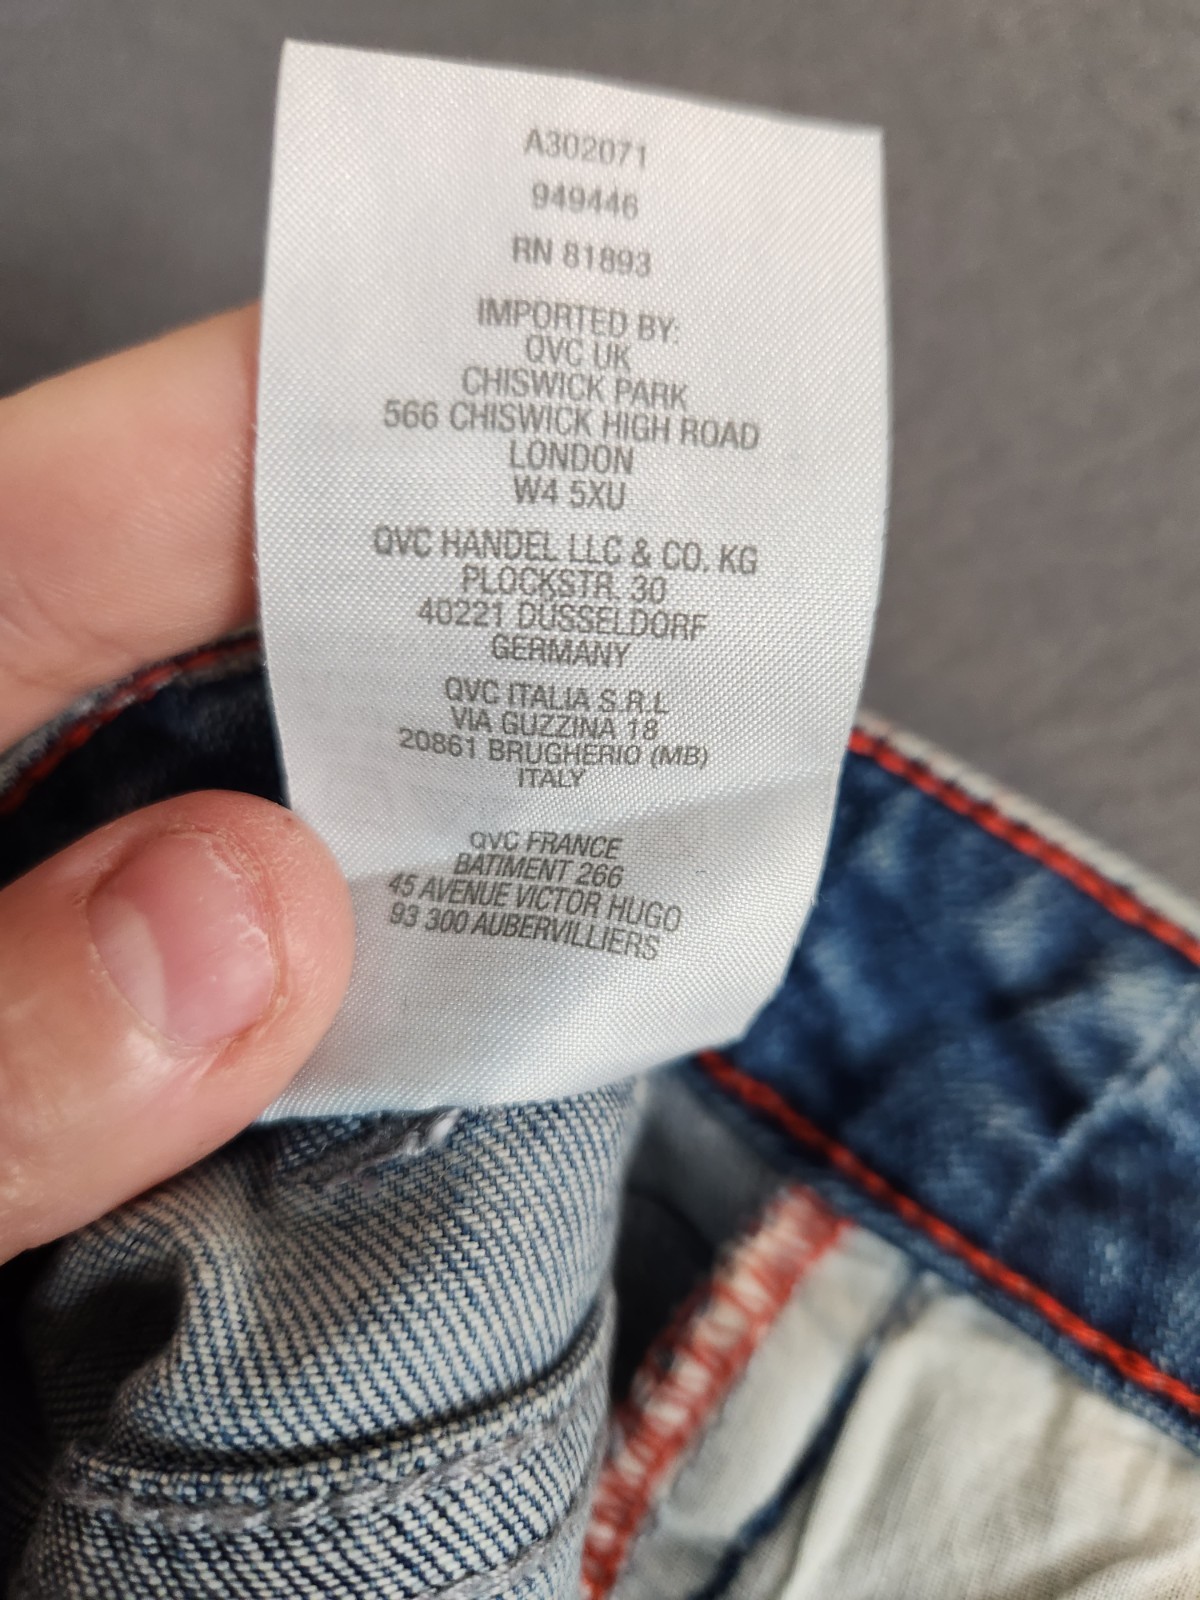 A302071
949446
RN 81893
IMPORTED BY:
QVC UK
CHISWICK PARK
566 CHISWICK HIGH ROAD
LONDON
W4 5XU
QVC HANDEL LLC & CO. KG
PLOCKSTR. 30
40221 DUSSELDORF
GERMANY
QVC ITALIA S.R.L
VIA GUZZINA 18
20861 BRUGHERIO (MB)
ITALY
QVC FRANCE
BATIMENT 266
45 AVENUE VICTOR HUGO
93 300 AUBERVILLIERS